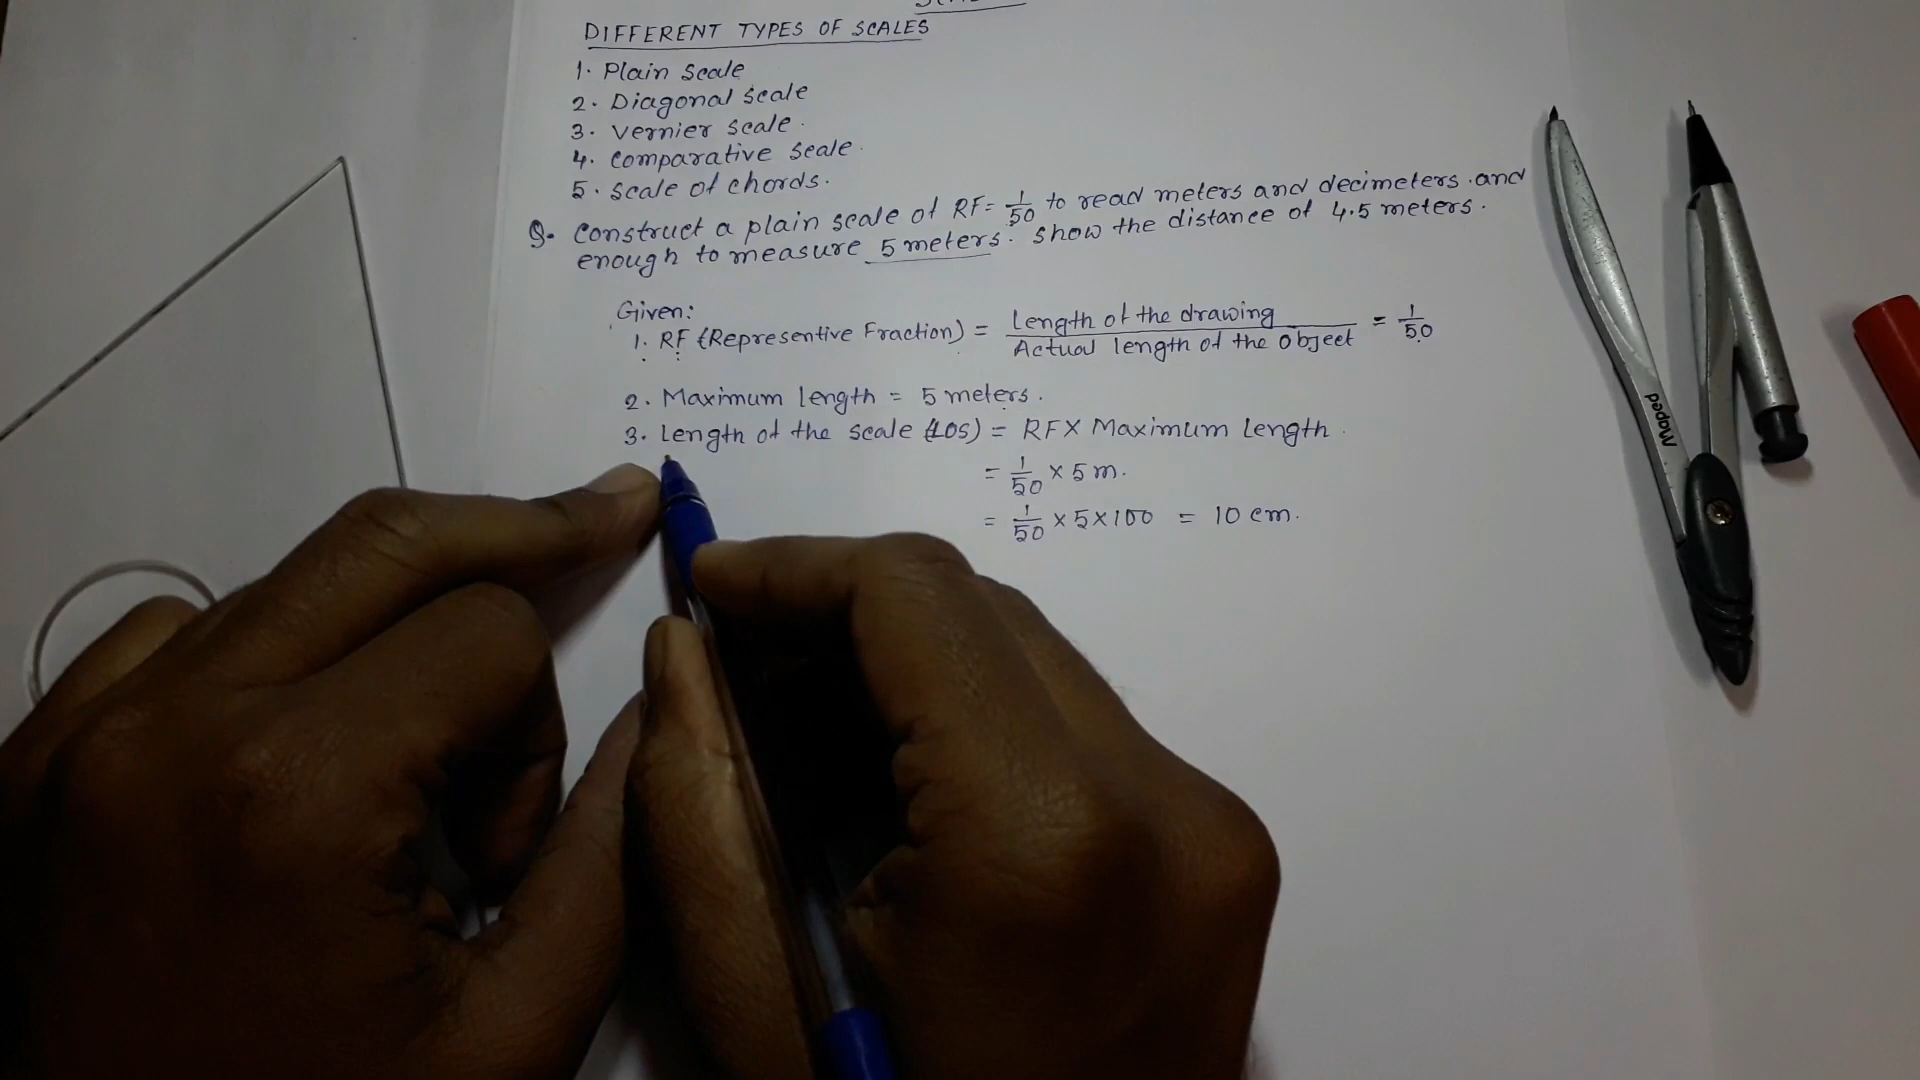 DIFFERENT TYPES OF SCALES
1. Plain scale
2. Diagonal scale
3. Vernier scale.
4. Comparative scale.
5. Scale of chords.
Q. Construct a plain scale of RF= 1/50 to read meters and decimeters. and
enough to measure 5 meters. Show the distance of 4.5 meters.
Given:
1. RF (Representive Fraction) = Length of the drawing / Actual length of the Object = 1/50
2. Maximum length = 5 meters.
3. Length of the scale (LOS) = RF X Maximum Length.
= 1/50 × 5 m.
= 1/50 × 5 × 100 = 10 cm.
Maped